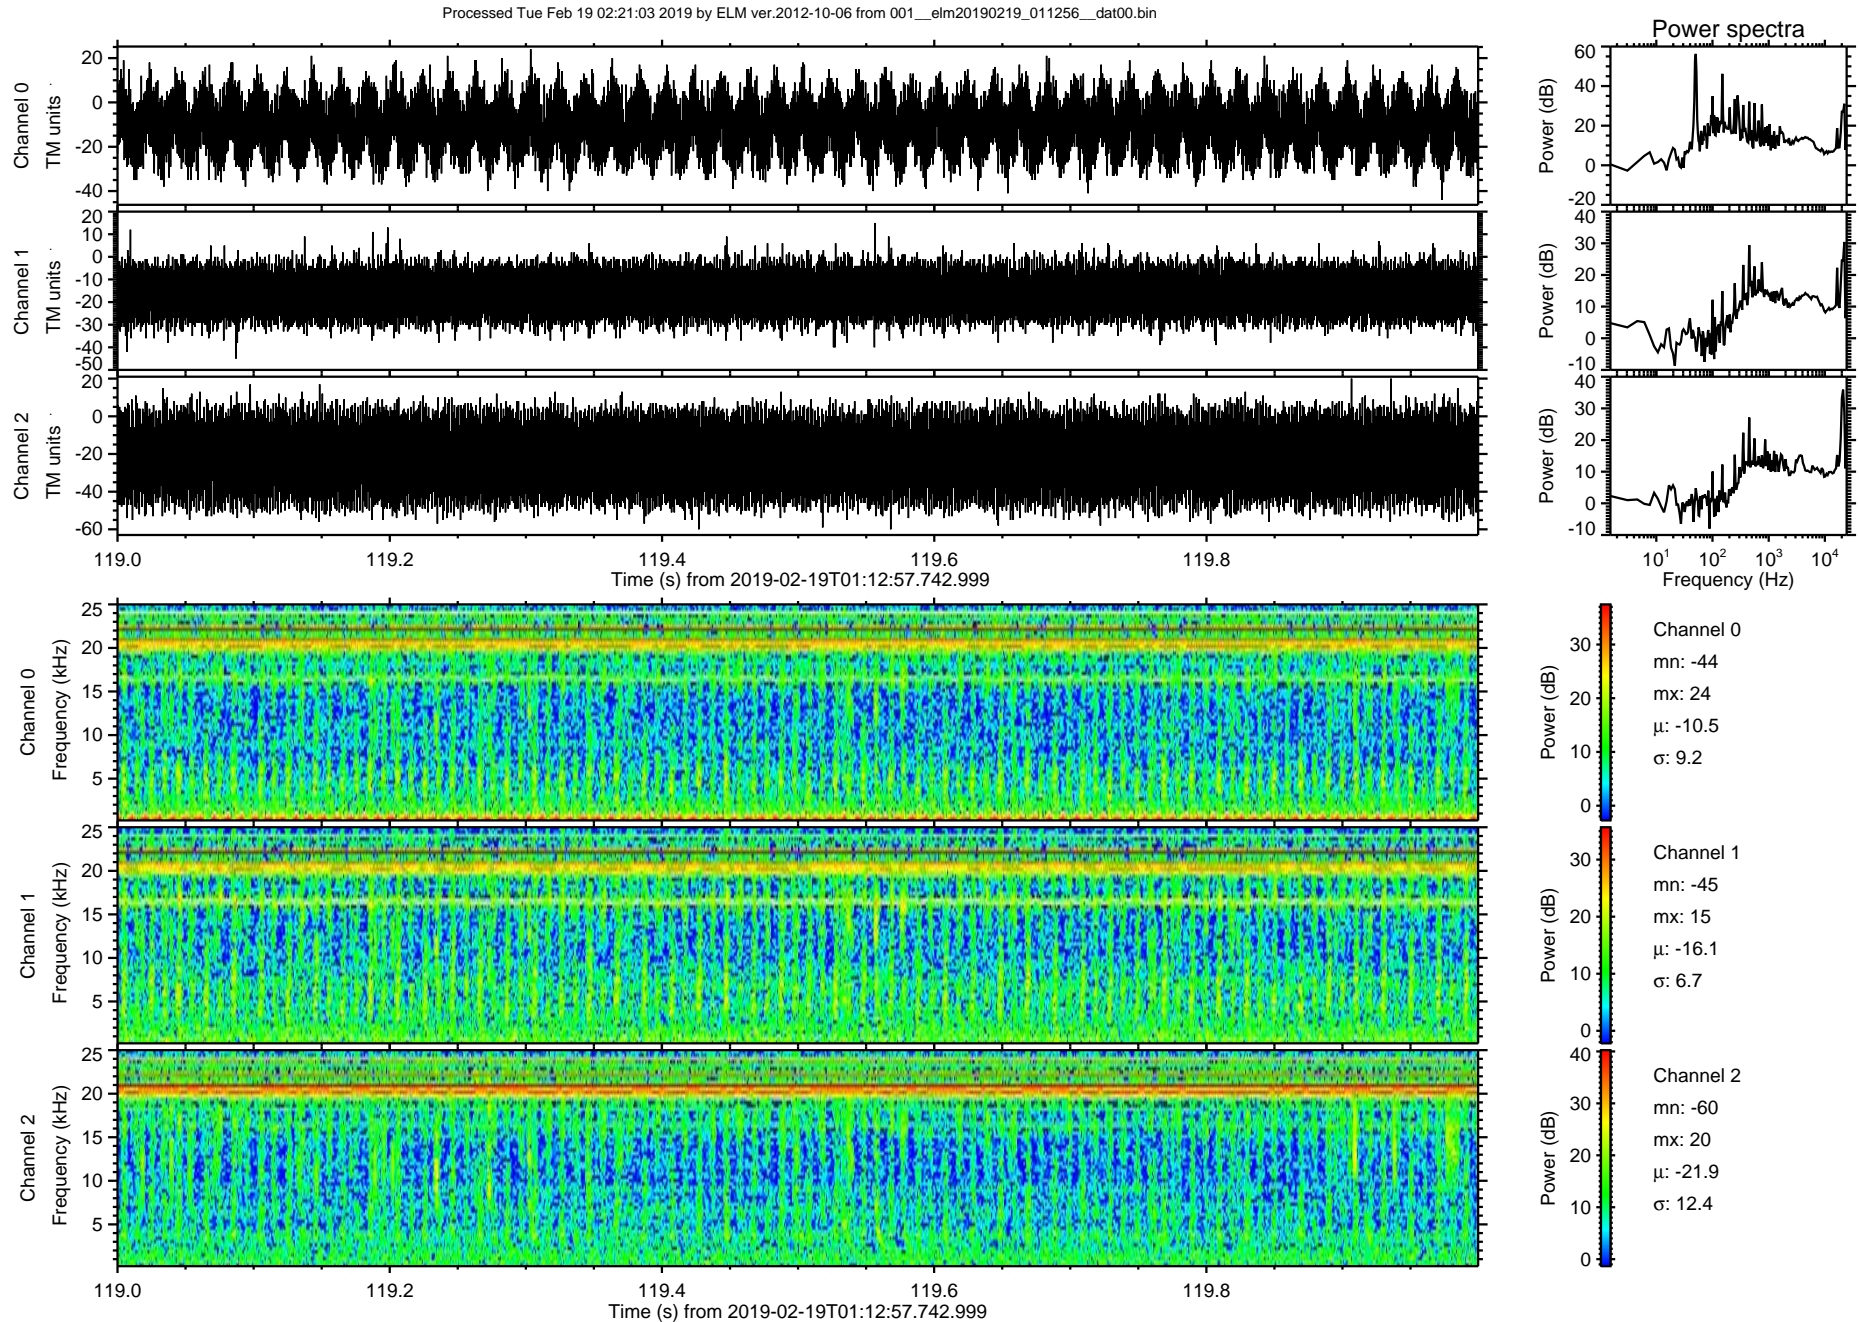 Processed Tue Feb 19 02:21:03 2019 by ELM ver.2012-10-06 from 001__elm20190219_011256__dat00.bin
Power spectra
Channel 0
TM units
20
0
-20
-40
Power (dB)
60
40
20
0
-20
Channel 1
TM units
20
10
0
-10
-20
-30
-40
-50
Power (dB)
40
30
20
10
0
-10
Channel 2
TM units
20
0
-20
-40
-60
Power (dB)
40
30
20
10
0
-10
119.0 119.2 119.4 119.6 119.8
Time (s) from 2019-02-19T01:12:57.742.999
10¹ 10² 10³ 10⁴
Frequency (Hz)
Channel 0
Frequency (kHz)
25
20
15
10
5
Power (dB)
30
20
10
0
Channel 0
mn: -44
mx: 24
μ: -10.5
σ: 9.2
Channel 1
Frequency (kHz)
25
20
15
10
5
Power (dB)
30
20
10
0
Channel 1
mn: -45
mx: 15
μ: -16.1
σ: 6.7
Channel 2
Frequency (kHz)
25
20
15
10
5
Power (dB)
40
30
20
10
0
Channel 2
mn: -60
mx: 20
μ: -21.9
σ: 12.4
119.0 119.2 119.4 119.6 119.8
Time (s) from 2019-02-19T01:12:57.742.999